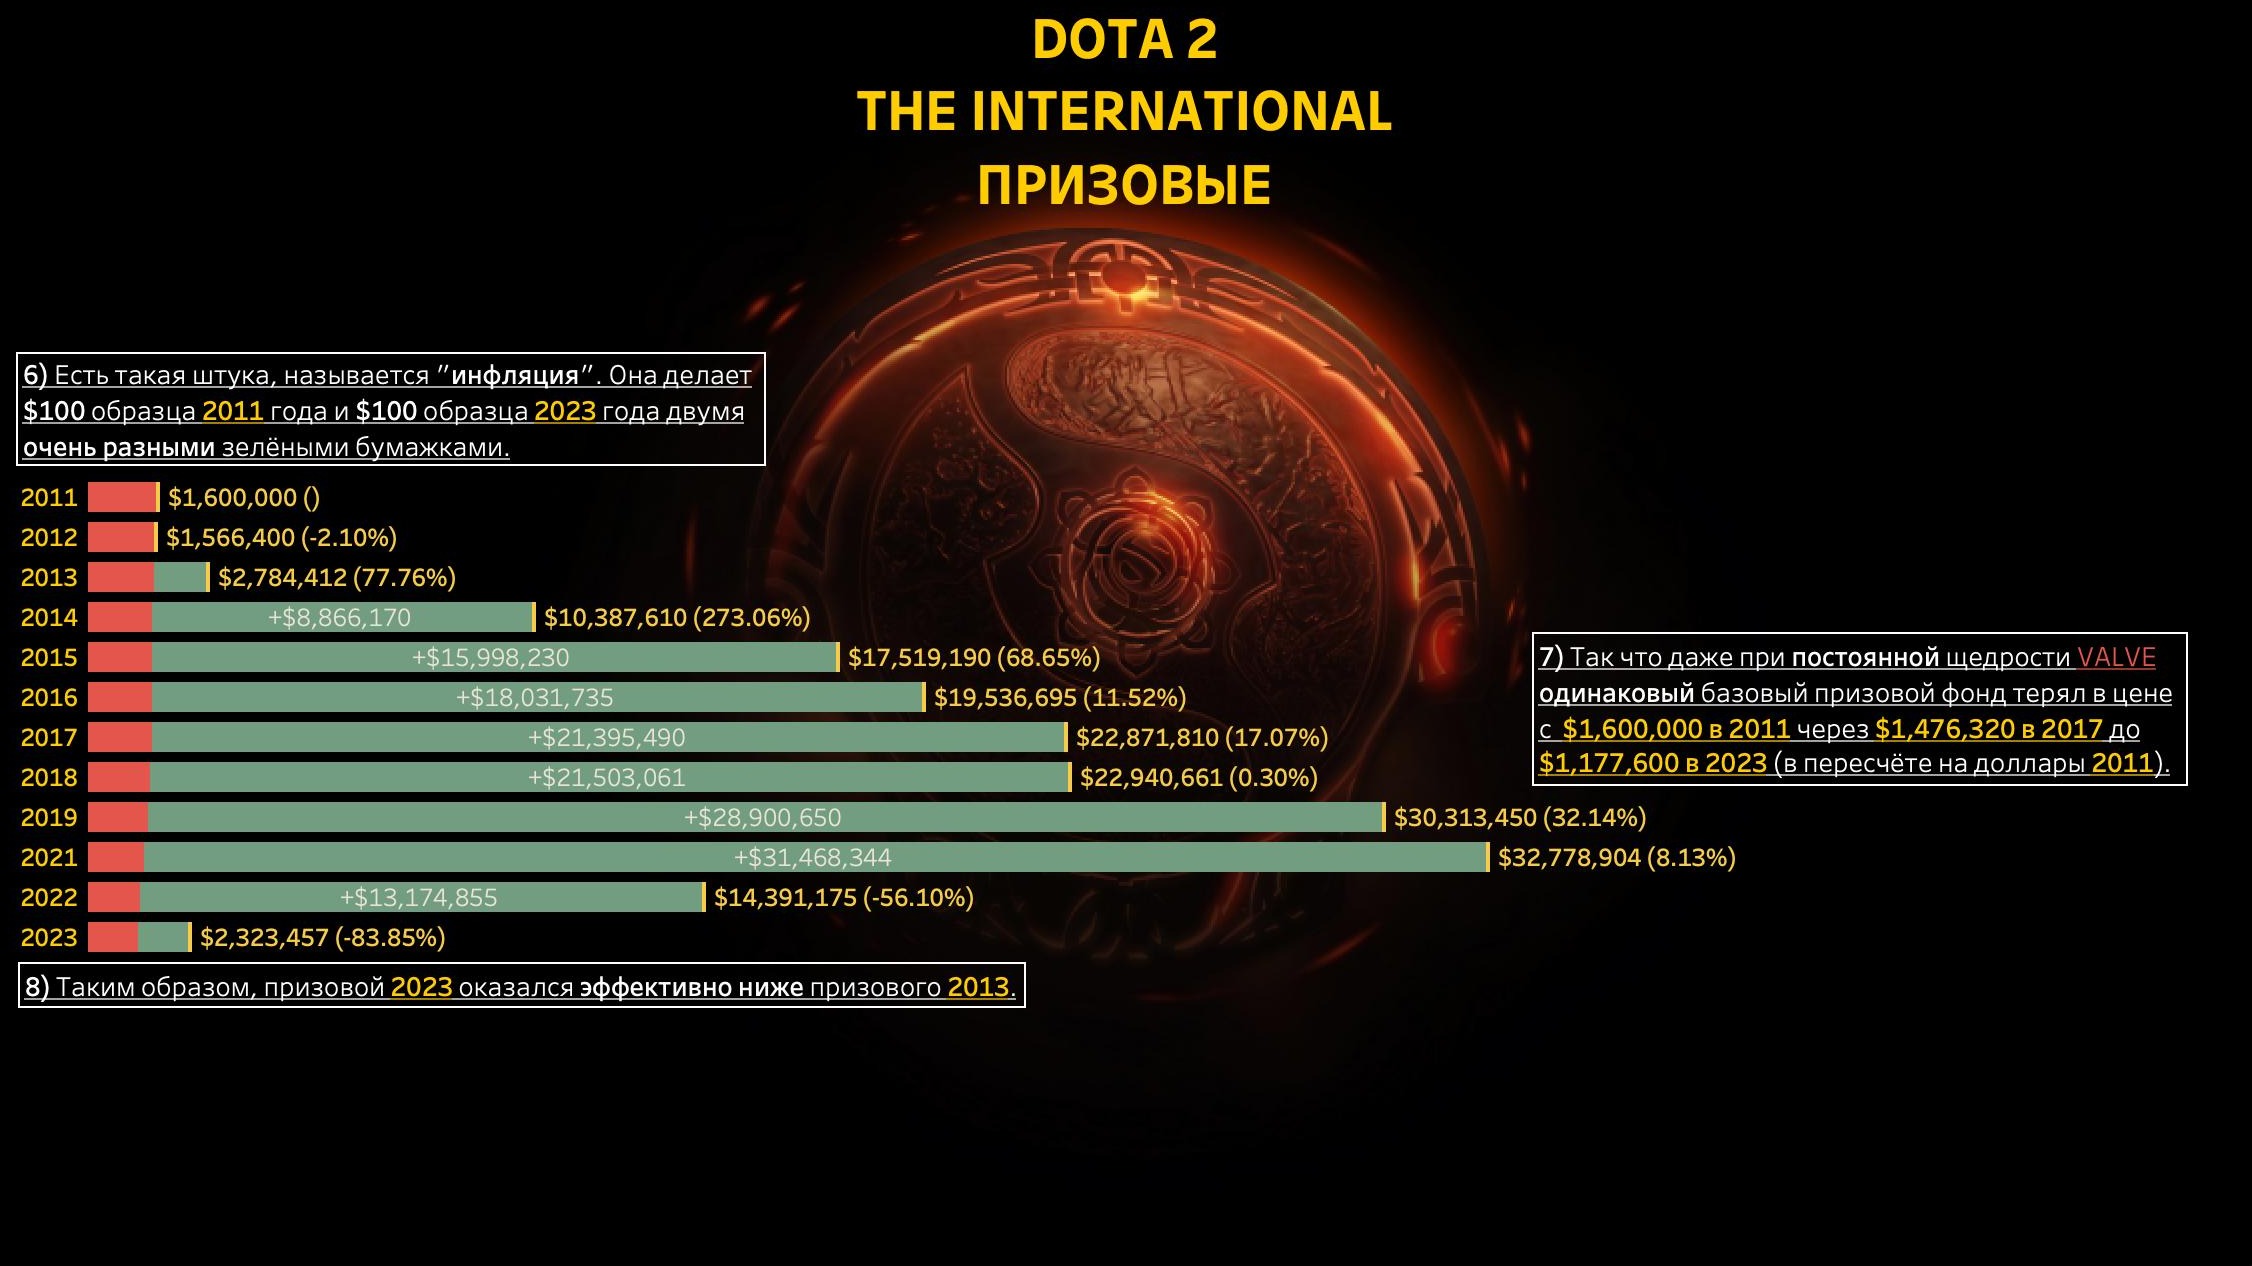 DOTA 2
THE INTERNATIONAL
ПРИЗОВЫЕ
6) Есть такая штука, называется "инфляция". Она делает
$100 образца 2011 года и $100 образца 2023 года двумя
очень разными зелёными бумажками.
2011 $1,600,000 ()
2012 $1,566,400 (-2.10%)
2013 $2,784,412 (77.76%)
2014 +$8,866,170 $10,387,610 (273.06%)
2015 +$15,998,230 $17,519,190 (68.65%)
2016 +$18,031,735 $19,536,695 (11.52%)
2017 +$21,395,490 $22,871,810 (17.07%)
2018 +$21,503,061 $22,940,661 (0.30%)
2019 +$28,900,650 $30,313,450 (32.14%)
2021 +$31,468,344 $32,778,904 (8.13%)
2022 +$13,174,855 $14,391,175 (-56.10%)
2023 $2,323,457 (-83.85%)
7) Так что даже при постоянной щедрости VALVE
одинаковый базовый призовой фонд терял в цене
с $1,600,000 в 2011 через $1,476,320 в 2017 до
$1,177,600 в 2023 (в пересчёте на доллары 2011).
8) Таким образом, призовой 2023 оказался эффективно ниже призового 2013.